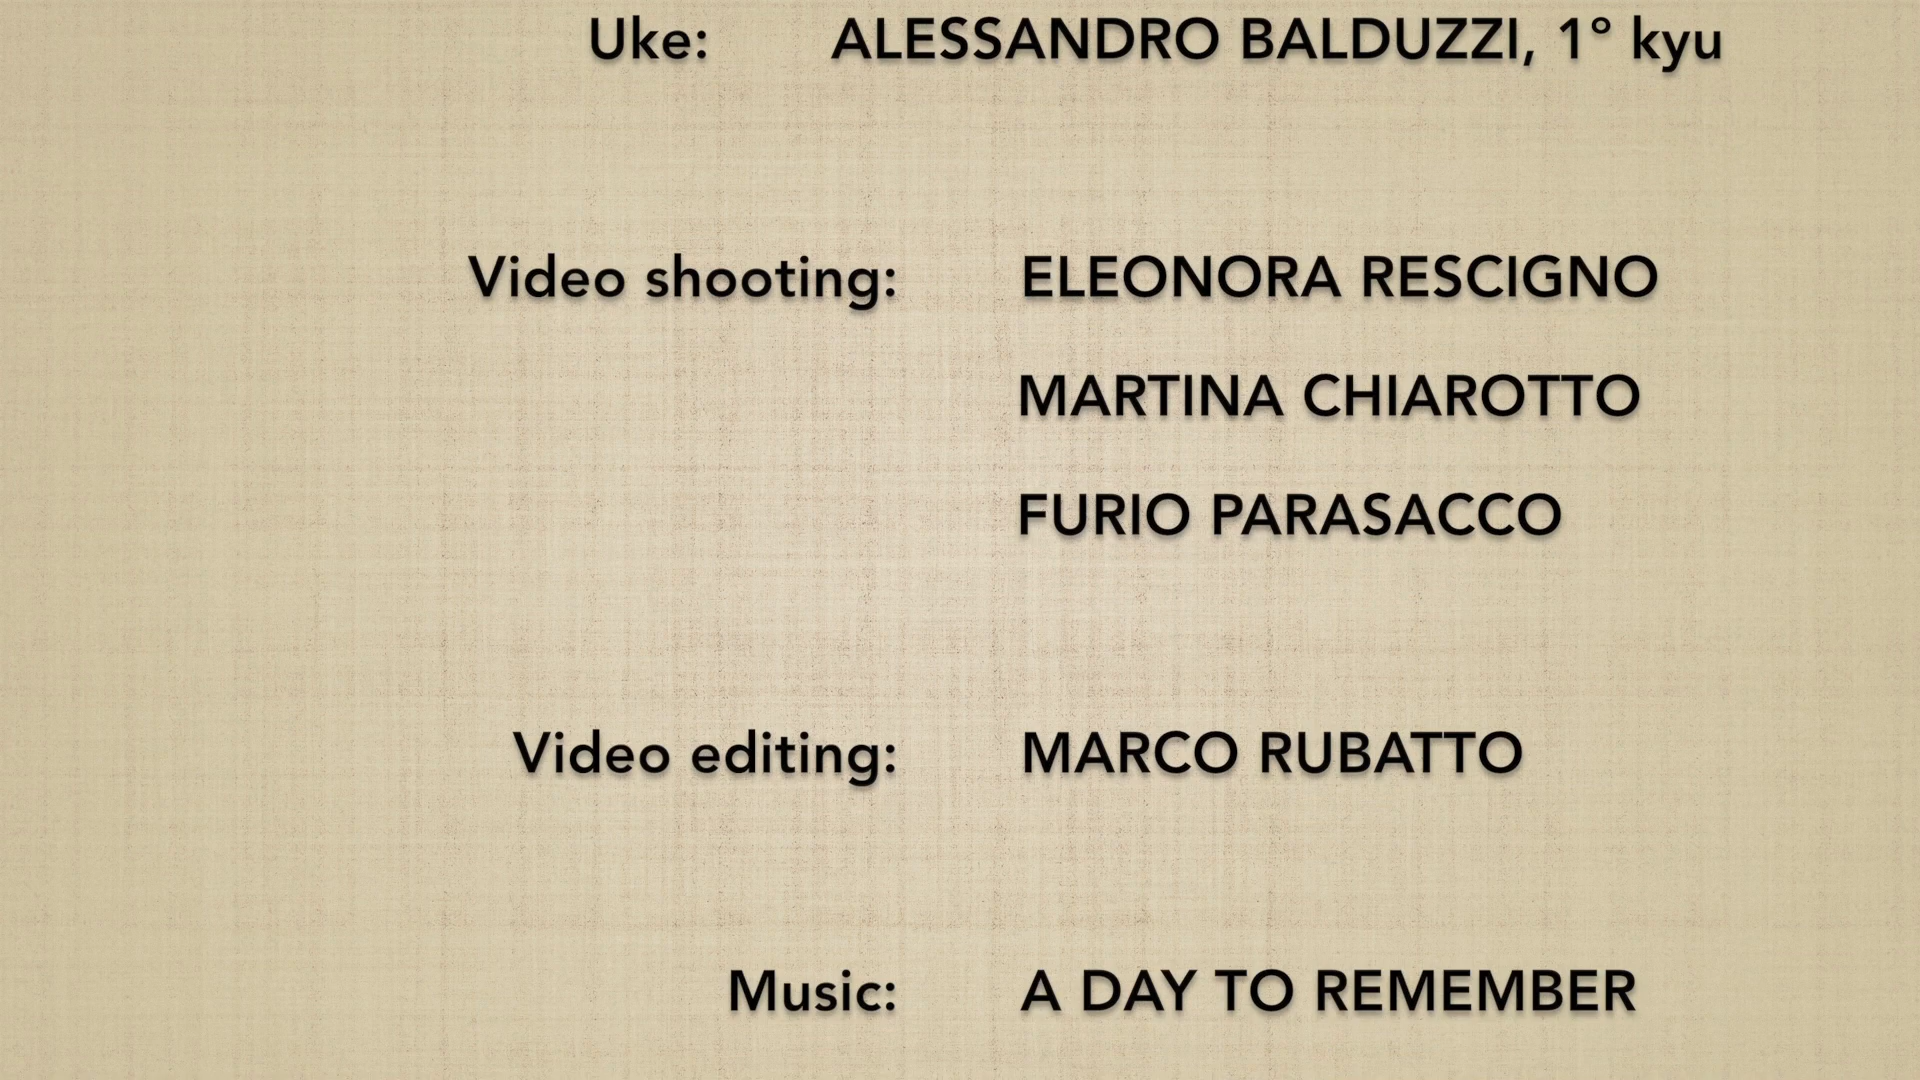 Uke: ALESSANDRO BALDUZZI, 1° kyu
Video shooting: ELEONORA RESCIGNO
MARTINA CHIAROTTO
FURIO PARASACCO
Video editing: MARCO RUBATTO
Music: A DAY TO REMEMBER